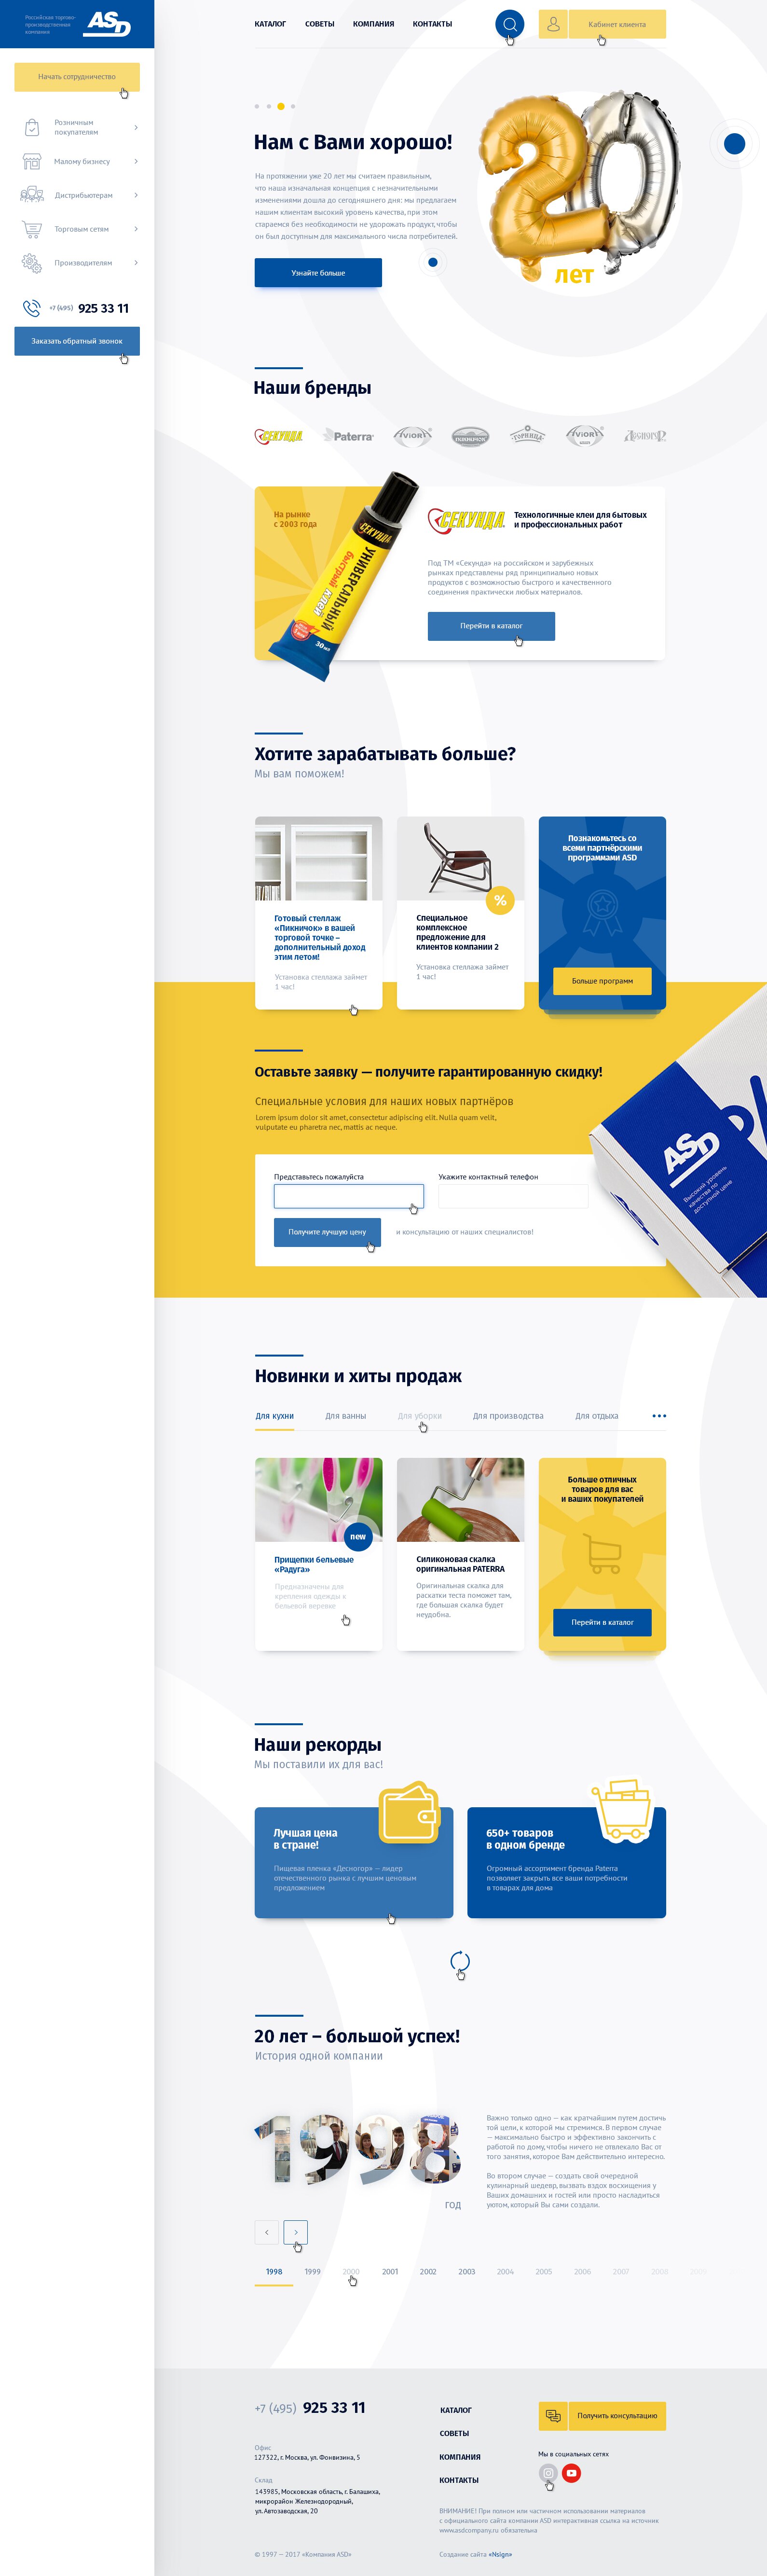 Российская торгово-
производственная
компания
ASD
КАТАЛОГ
СОВЕТЫ
КОМПАНИЯ
КОНТАКТЫ
Кабинет клиента
Начать сотрудничество
Розничным
покупателям
Малому бизнесу
Дистрибьютерам
Торговым сетям
Производителям
+7 (495) 925 33 11
Заказать обратный звонок
Нам с Вами хорошо!
На протяжении уже 20 лет мы считаем правильным,
что наша изначальная концепция с незначительными
изменениями дошла до сегодняшнего дня: мы предлагаем
нашим клиентам высокий уровень качества, при этом
стараемся без необходимости не удорожать продукт, чтобы
он был доступным для максимального числа потребителей.
Узнайте больше
20
лет
Наши бренды
СЕКУНДА
Paterra
FVIORI
ПИКНИЧОК
ГОРНИЦА
FVIORI
ДЕСНОГОР
На рынке
с 2003 года
СЕКУНДА
УНИВЕРСАЛЬНЫЙ
быстрый клей
30 мл
СЕКУНДА
Технологичные клеи для бытовых
и профессиональных работ
Под ТМ «Секунда» на российском и зарубежных
рынках представлены ряд принципиально новых
продуктов с возможностью быстрого и качественного
соединения практически любых материалов.
Перейти в каталог
Хотите зарабатывать больше?
Мы вам поможем!
Готовый стеллаж
«Пикничок» в вашей
торговой точке –
дополнительный доход
этим летом!
Установка стеллажа займет
1 час!
%
Специальное
комплексное
предложение для
клиентов компании 2
Установка стеллажа займет
1 час!
Познакомьтесь со
всеми партнёрскими
программами ASD
Больше программ
Оставьте заявку — получите гарантированную скидку!
Специальные условия для наших новых партнёров
Lorem ipsum dolor sit amet, consectetur adipiscing elit. Nulla quam velit,
vulputate eu pharetra nec, mattis ac neque.
Представьтесь пожалуйста
Укажите контактный телефон
Получите лучшую цену
и консультацию от наших специалистов!
ASD
Высокий уровень
качества по
доступной цене
Новинки и хиты продаж
Для кухни
Для ванны
Для уборки
Для производства
Для отдыха
new
Прищепки бельевые
«Радуга»
Предназначены для
крепления одежды к
бельевой веревке
Силиконовая скалка
оригинальная PATERRA
Оригинальная скалка для
раскатки теста поможет там,
где большая скалка будет
неудобна.
Больше отличных
товаров для вас
и ваших покупателей
Перейти в каталог
Наши рекорды
Мы поставили их для вас!
Лучшая цена
в стране!
Пищевая пленка «Десногор» — лидер
отечественного рынка с лучшим ценовым
предложением
650+ товаров
в одном бренде
Огромный ассортимент бренда Paterra
позволяет закрыть все ваши потребности
в товарах для дома
20 лет – большой успех!
История одной компании
1998
год
Важно только одно — как кратчайшим путем достичь
той цели, к которой мы стремимся. В первом случае
— максимально быстро и эффективно закончить с
работой по дому, чтобы ничего не отвлекало Вас от
того занятия, которое Вам действительно интересно.
Во втором случае — создать свой очередной
кулинарный шедевр, вызвать вздох восхищения у
Ваших домашних и гостей или просто насладиться
уютом, который Вы сами создали.
1998
1999
2000
2001
2002
2003
2004
2005
2006
2007
2008
+7 (495) 925 33 11
Офис
127322, г. Москва, ул. Фонвизина, 5
Склад
143985, Московская область, г. Балашиха,
микрорайон Железнодорожный,
ул. Автозаводская, 20
© 1997 — 2017 «Компания ASD»
КАТАЛОГ
СОВЕТЫ
КОМПАНИЯ
КОНТАКТЫ
Получить консультацию
Мы в социальных сетях
ВНИМАНИЕ! При полном или частичном использовании материалов
с официального сайта компании ASD интерактивная ссылка на источник
www.asdcompany.ru обязательна
Создание сайта «Nsign»